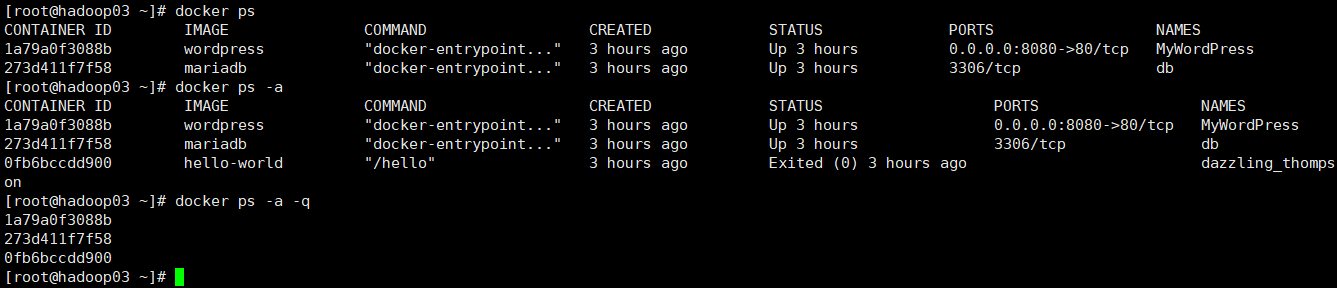 [root@hadoop03 ~]# docker ps
CONTAINER ID        IMAGE               COMMAND                  CREATED             STATUS              PORTS                  NAMES
1a79a0f3088b        wordpress           "docker-entrypoint..."   3 hours ago         Up 3 hours          0.0.0.0:8080->80/tcp   MyWordPress
273d411f7f58        mariadb             "docker-entrypoint..."   3 hours ago         Up 3 hours          3306/tcp               db
[root@hadoop03 ~]# docker ps -a
CONTAINER ID        IMAGE               COMMAND                  CREATED             STATUS                   PORTS                  NAMES
1a79a0f3088b        wordpress           "docker-entrypoint..."   3 hours ago         Up 3 hours               0.0.0.0:8080->80/tcp   MyWordPress
273d411f7f58        mariadb             "docker-entrypoint..."   3 hours ago         Up 3 hours               3306/tcp               db
0fb6bccdd900        hello-world         "/hello"                 3 hours ago         Exited (0) 3 hours ago                          dazzling_thomps
on
[root@hadoop03 ~]# docker ps -a -q
1a79a0f3088b
273d411f7f58
0fb6bccdd900
[root@hadoop03 ~]#